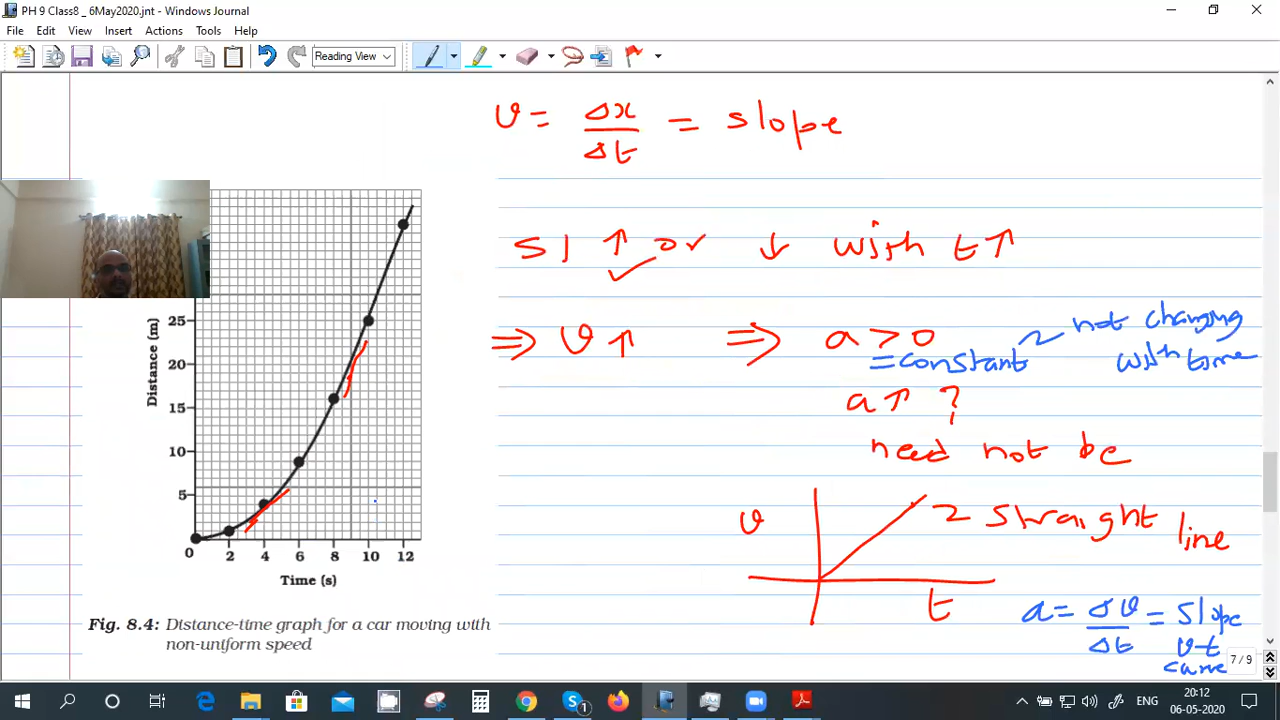 PH 9 Class8 _ 6May2020.jnt - Windows Journal
File Edit View Insert Actions Tools Help
Reading View
v = Δx / Δt = slope
Sl ↑ or ↓ with t↑
⇒ v↑ ⇒ a > 0
= constant
not changing
with time
a↑ ?
need not be
v
straight line
t
a = Δv / Δt = Slope
v-t
curve
Distance (m)
25
20
15
10
5
0 2 4 6 8 10 12
Time (s)
Fig. 8.4: Distance-time graph for a car moving with
non-uniform speed
7 / 9
1
ENG
20:12
06-05-2020